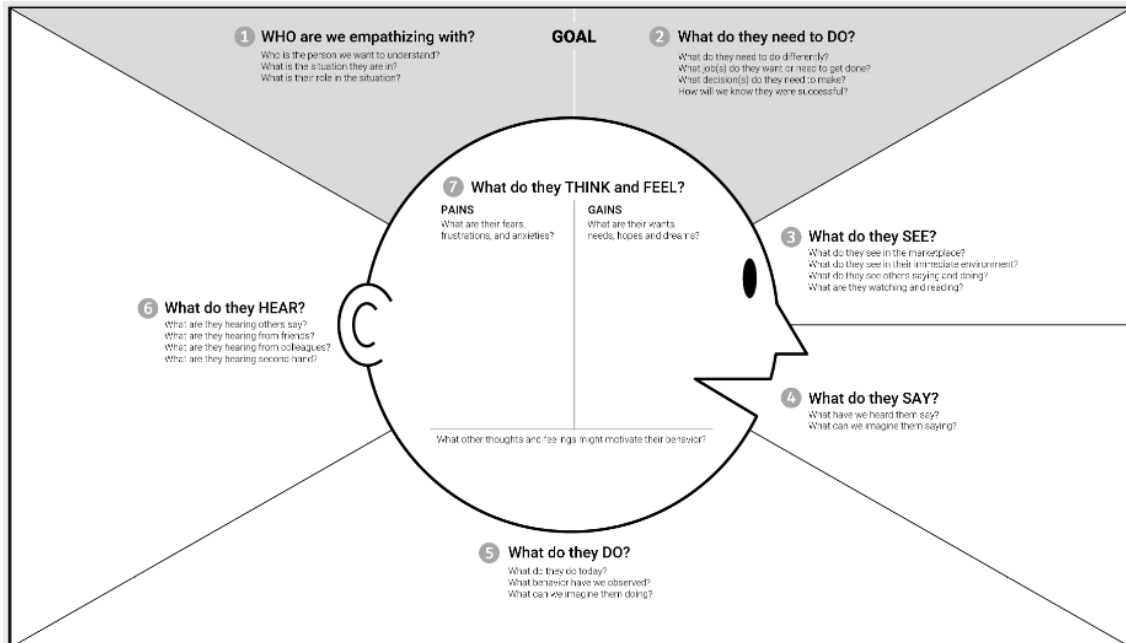 1 WHO are we empathizing with?
Who is the person we want to understand?
What is the situation they are in?
What is their role in the situation?
GOAL
2 What do they need to DO?
What do they need to do differently?
What job(s) do they want or need to get done?
What decision(s) do they need to make?
How will we know they were successful?
3 What do they SEE?
What do they see in the marketplace?
What do they see in their immediate environment?
What do they see others saying and doing?
What are they watching and reading?
4 What do they SAY?
What have we heard them say?
What can we imagine them saying?
5 What do they DO?
What do they do today?
What behavior have we observed?
What can we imagine them doing?
6 What do they HEAR?
What are they hearing others say?
What are they hearing from friends?
What are they hearing from colleagues?
What are they hearing second-hand?
7 What do they THINK and FEEL?
PAINS
What are their fears,
frustrations, and anxieties?
GAINS
What are their wants,
needs, hopes and dreams?
What other thoughts and feelings might motivate their behavior?